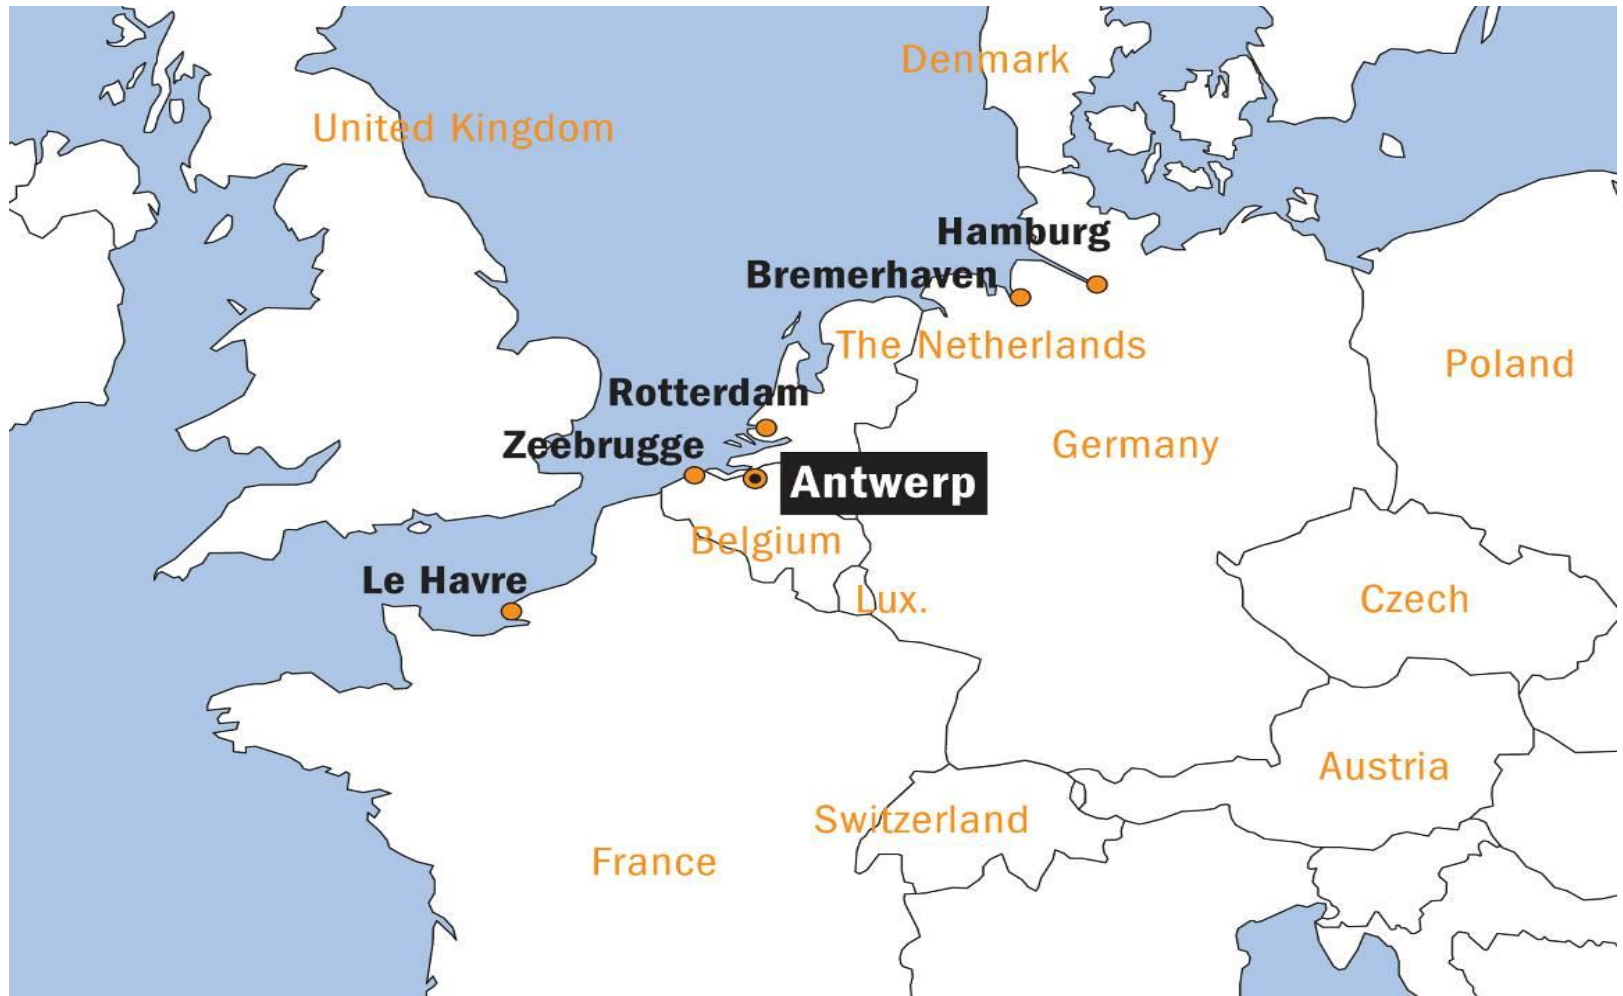 Denmark
United Kingdom
Hamburg
Bremerhaven
The Netherlands
Poland
Rotterdam
Zeebrugge
Germany
Antwerp
Belgium
Le Havre
Lux.
Czech
Austria
Switzerland
France